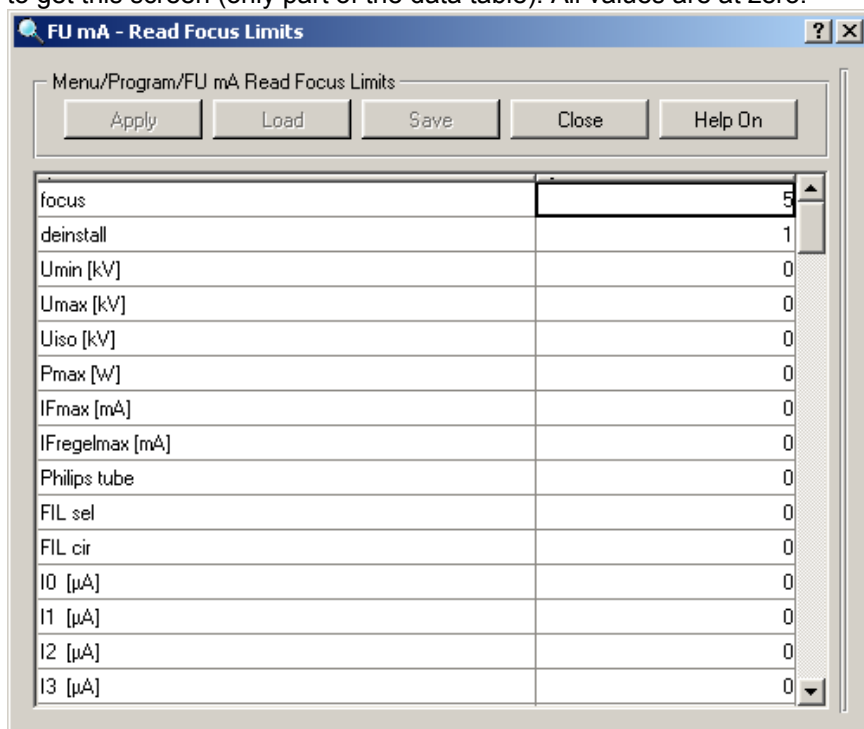 to get this screen (only part of the data table). All values are at zero.
FU mA - Read Focus Limits
Menu/Program/FU mA Read Focus Limits
Apply Load Save Close Help On
focus 5
deinstall 1
Umin [kV] 0
Umax [kV] 0
Uiso [kV] 0
Pmax [W] 0
IFmax [mA] 0
IFregelmax [mA] 0
Philips tube 0
FIL sel 0
FIL cir 0
I0 [µA] 0
I1 [µA] 0
I2 [µA] 0
I3 [µA] 0